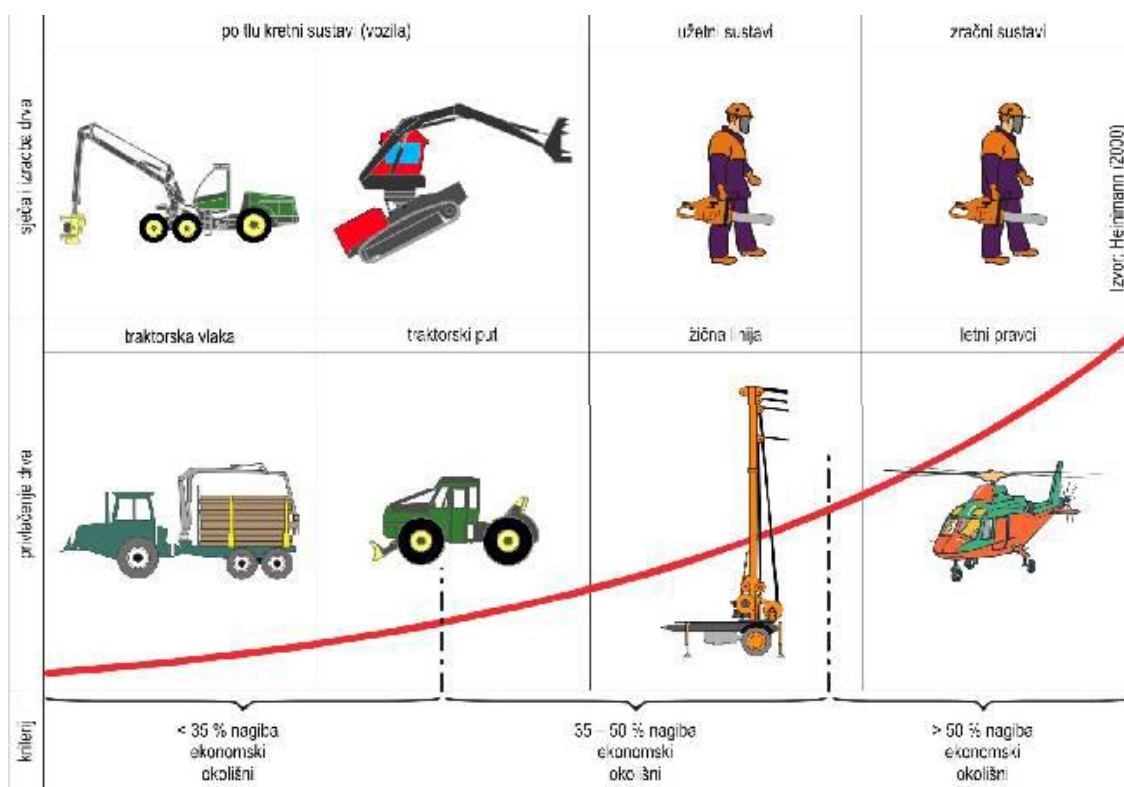 po tlu kretni sustavi (vozila)
užetni sustavi
zračni sustavi
sječa i izradba drva
Izvor: Heinimann (2000)
traktorska vlaka
traktorski put
žična linija
letni pravci
privlačenje drva
kriterij
< 35 % nagiba
ekonomski
okolišni
35 – 50 % nagiba
ekonomski
okolišni
> 50 % nagiba
ekonomski
okolišni